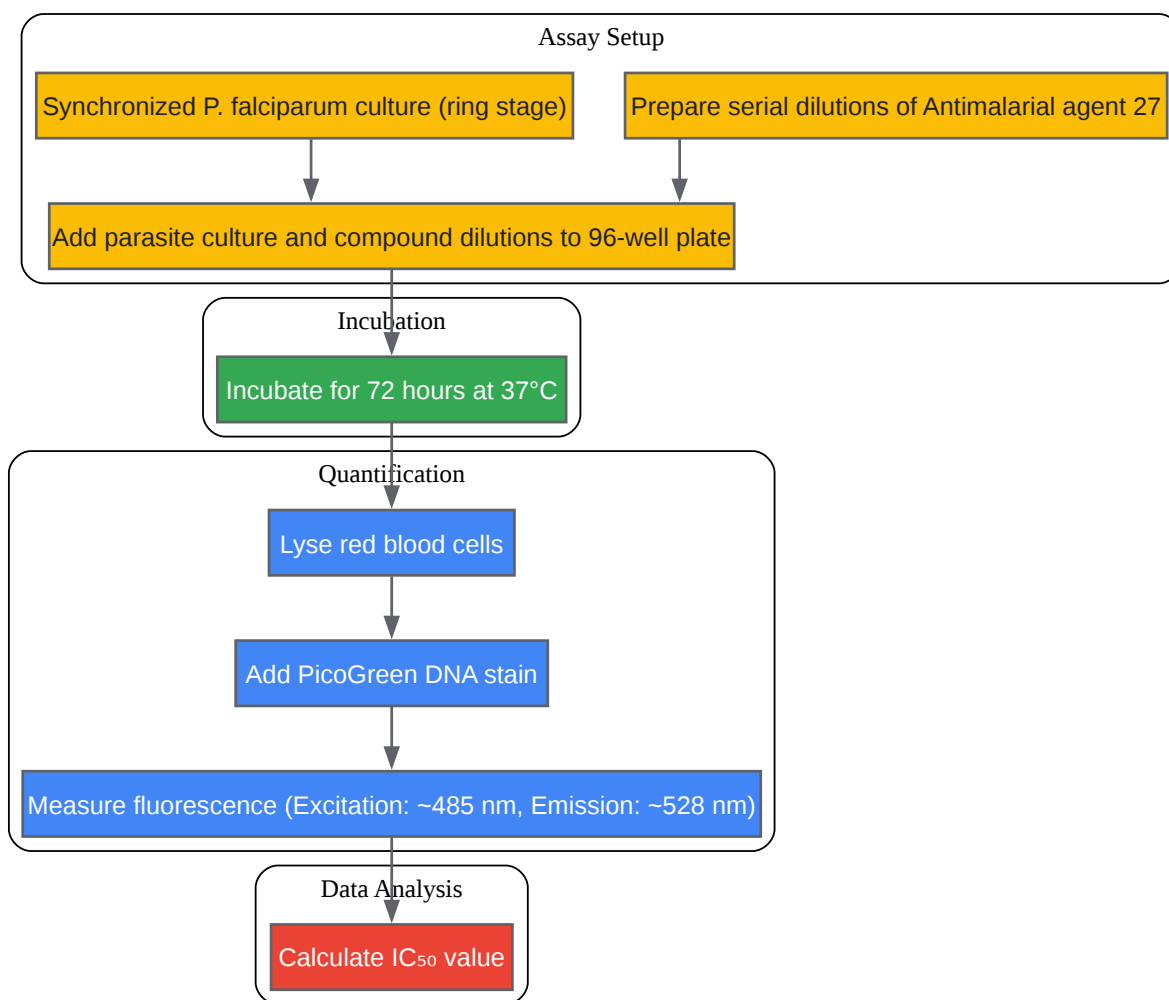 Assay Setup
Synchronized P. falciparum culture (ring stage)
Prepare serial dilutions of Antimalarial agent 27
Add parasite culture and compound dilutions to 96-well plate
Incubation
Incubate for 72 hours at 37°C
Quantification
Lyse red blood cells
Add PicoGreen DNA stain
Measure fluorescence (Excitation: ~485 nm, Emission: ~528 nm)
Data Analysis
Calculate IC₅₀ value